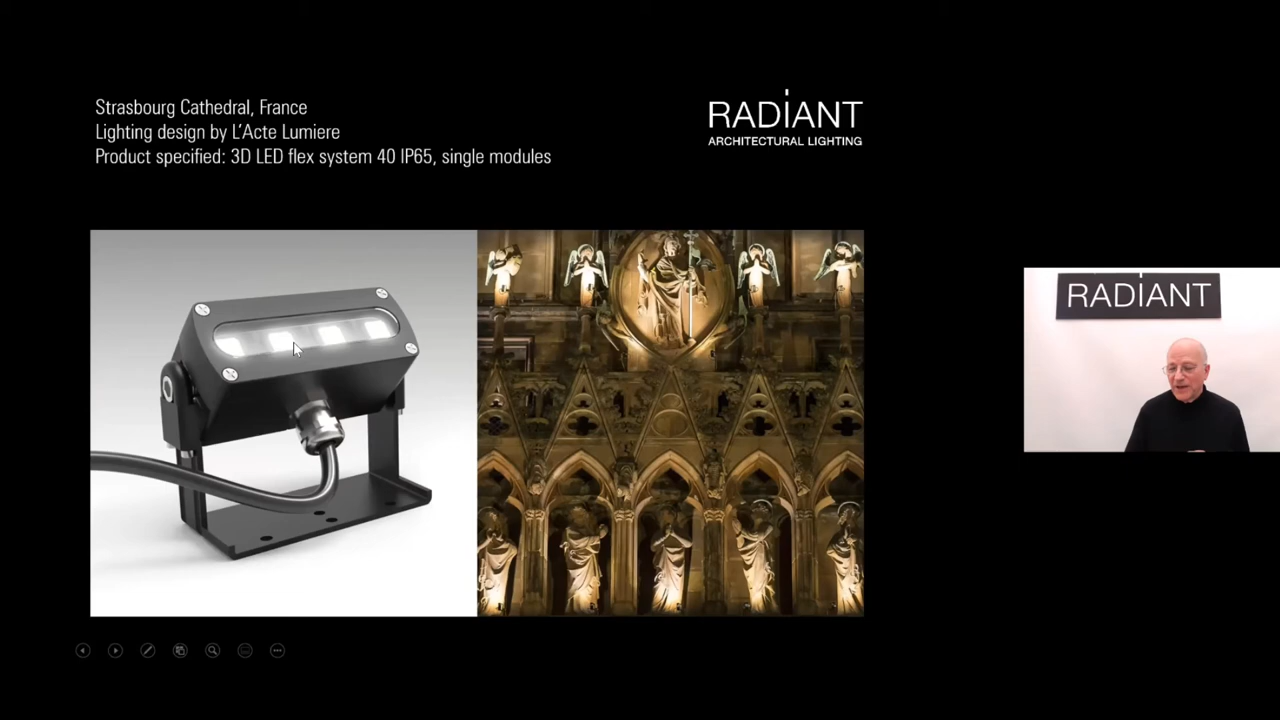 Strasbourg Cathedral, France
Lighting design by L'Acte Lumiere
Product specified: 3D LED flex system 40 IP65, single modules
RADiANT
ARCHITECTURAL LIGHTING
RADiANT